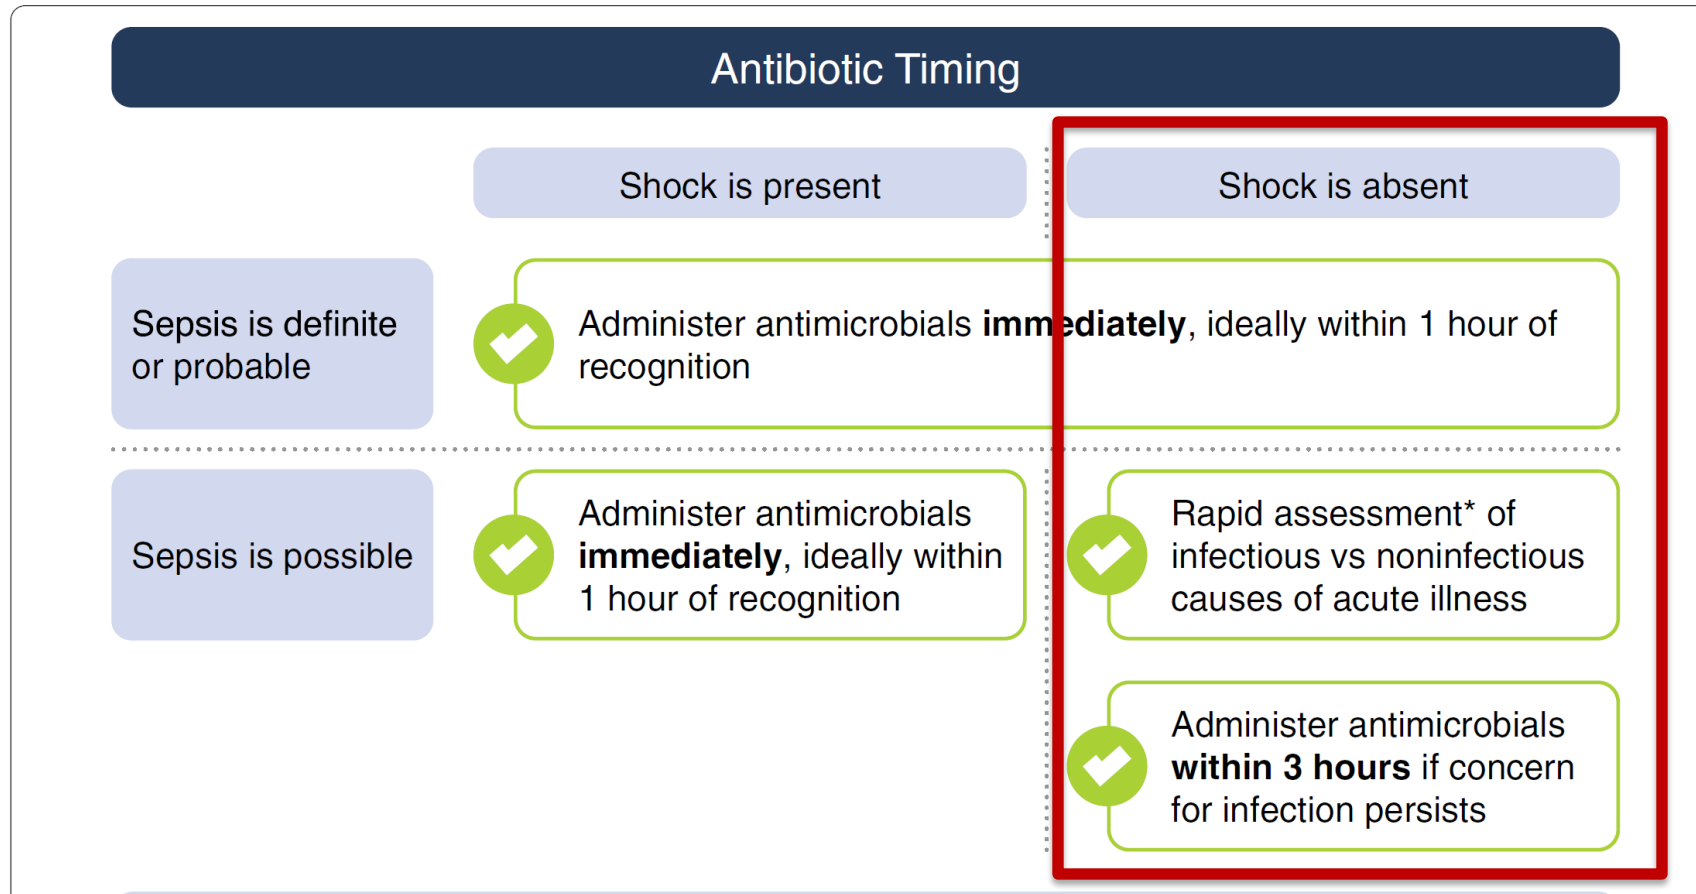 Antibiotic Timing
Shock is present
Shock is absent
Sepsis is definite
or probable
Administer antimicrobials immediately, ideally within 1 hour of
recognition
Sepsis is possible
Administer antimicrobials
immediately, ideally within
1 hour of recognition
Rapid assessment* of
infectious vs noninfectious
causes of acute illness
Administer antimicrobials
within 3 hours if concern
for infection persists